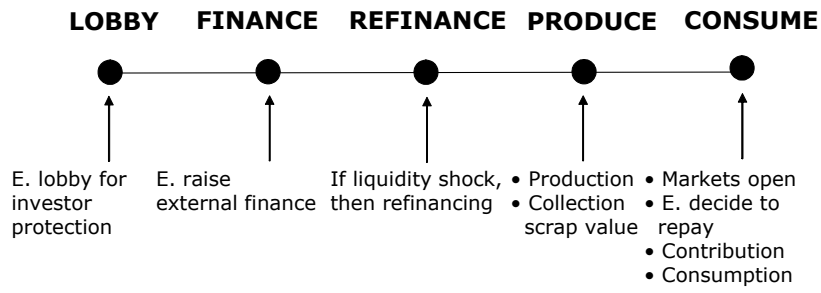 LOBBY FINANCE REFINANCE PRODUCE CONSUME
E. lobby for
investor
protection
E. raise
external finance
If liquidity shock,
then refinancing
• Production
• Collection
scrap value
• Markets open
• E. decide to
repay
• Contribution
• Consumption